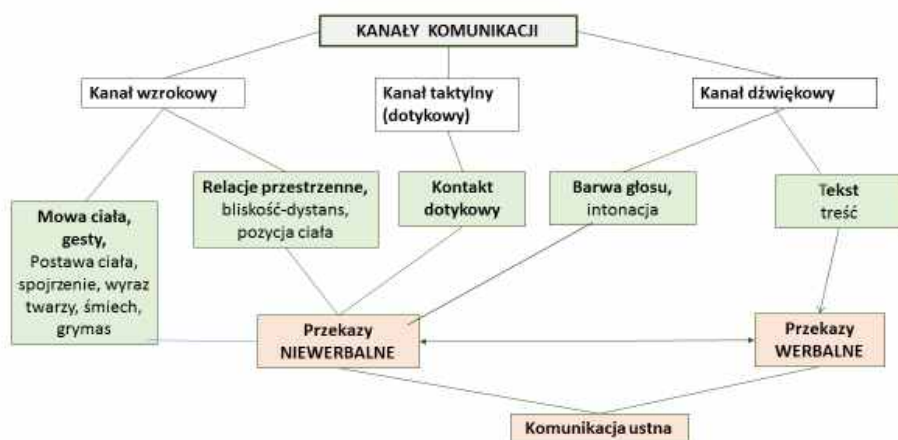 KANAŁY KOMUNIKACJI
Kanał wzrokowy
Kanał taktylny
(dotykowy)
Kanał dźwiękowy
Mowa ciała,
gesty,
Postawa ciała,
spojrzenie, wyraz
twarzy, śmiech,
grymas
Relacje przestrzenne,
bliskość-dystans,
pozycja ciała
Kontakt
dotykowy
Barwa głosu,
intonacja
Tekst
treść
Przekazy
NIEWERBALNE
Przekazy
WERBALNE
Komunikacja ustna